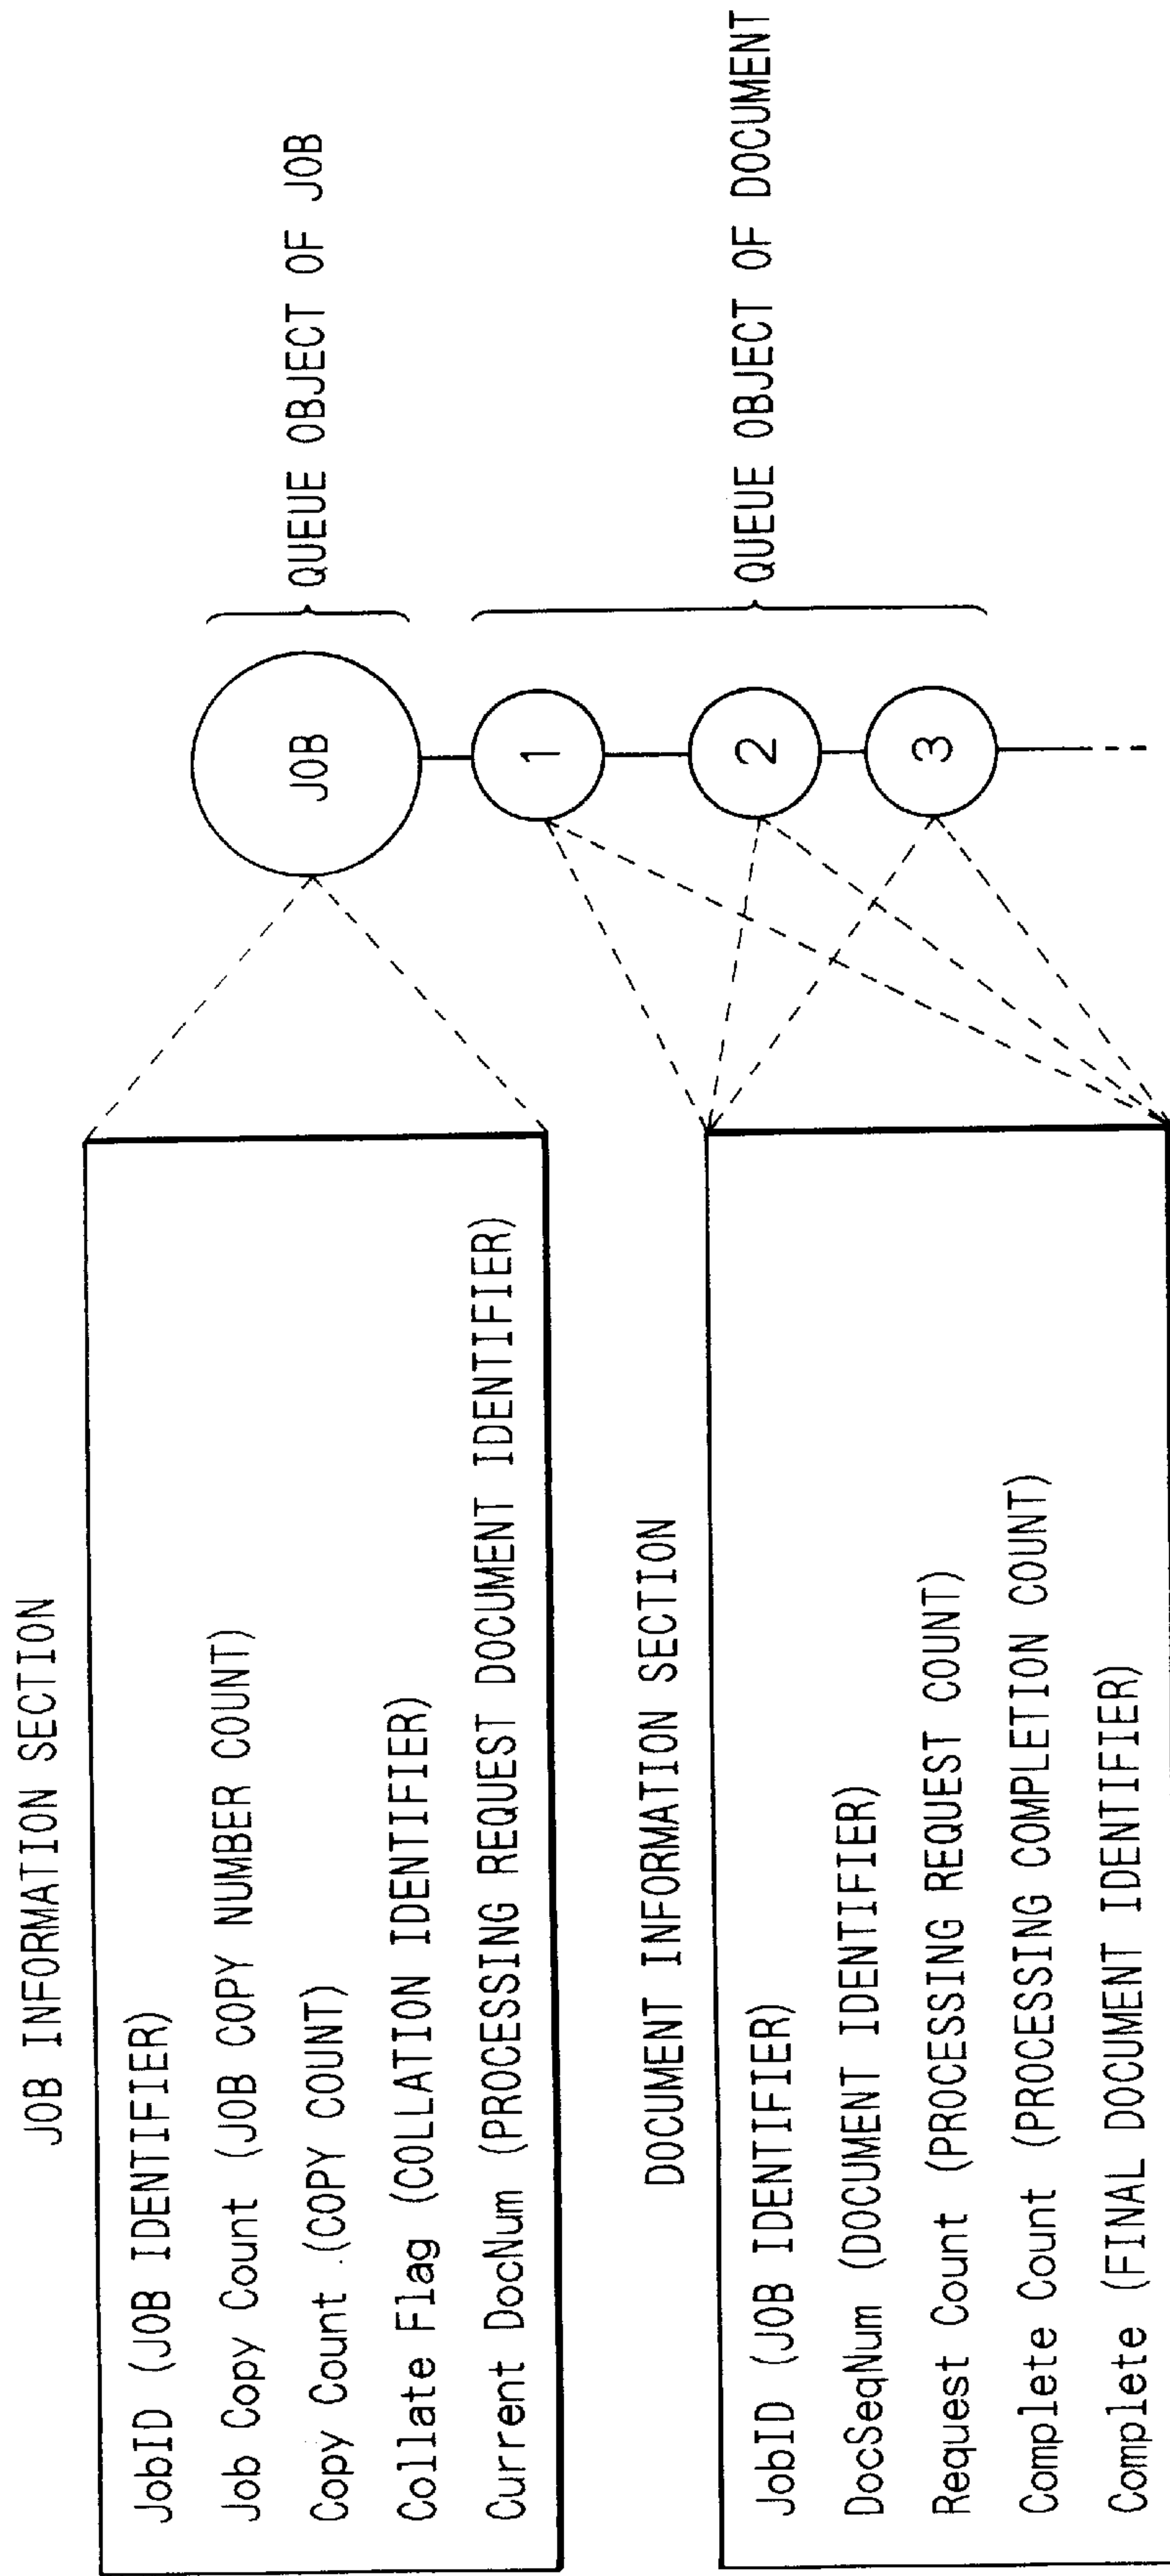 JOB INFORMATION SECTION
JobID (JOB IDENTIFIER)
Job Copy Count (JOB COPY NUMBER COUNT)
Copy Count (COPY COUNT)
Collate Flag (COLLATION IDENTIFIER)
Current DocNum (PROCESSING REQUEST DOCUMENT IDENTIFIER)
JOB
QUEUE OBJECT OF JOB
DOCUMENT INFORMATION SECTION
JobID (JOB IDENTIFIER)
DocSeqNum (DOCUMENT IDENTIFIER)
Request Count (PROCESSING REQUEST COUNT)
Complete Count (PROCESSING COMPLETION COUNT)
Complete (FINAL DOCUMENT IDENTIFIER)
1
2
3
QUEUE OBJECT OF DOCUMENT